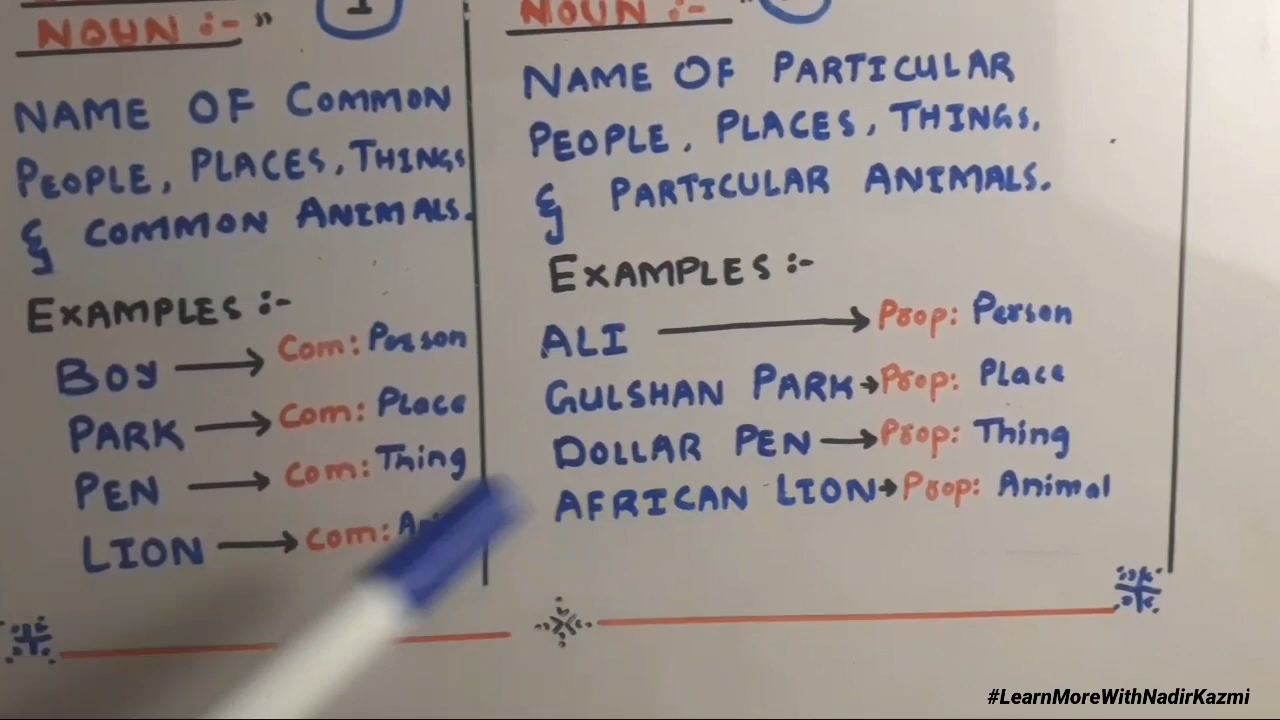 NOUN :- ”
1
NAME OF COMMON
PEOPLE, PLACES, THINGS
& COMMON ANIMALS.
EXAMPLES :-
BOY → Com: Person
PARK → Com: Place
PEN → Com: Thing
LION → Com:
NOUN :- “
NAME OF PARTICULAR
PEOPLE, PLACES, THINGS.
& PARTICULAR ANIMALS.
EXAMPLES :-
ALI → Prop: Person
GULSHAN PARK → Prop: Place
DOLLAR PEN → Prop: Thing
AFRICAN LION → Prop: Animal
#LearnMoreWithNadirKazmi